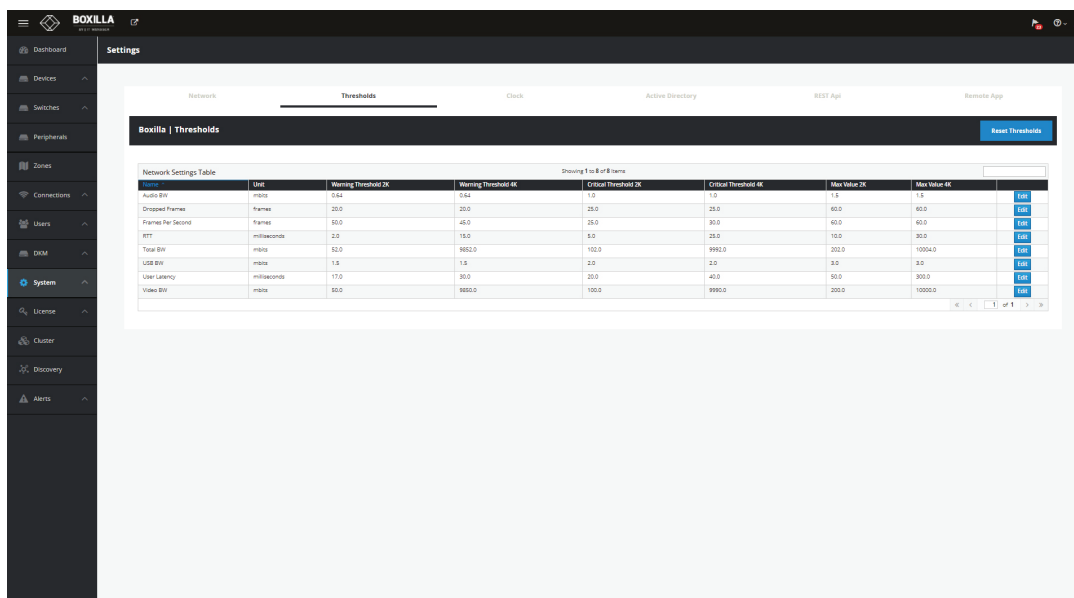 BOXILLA
23
Dashboard
Settings
Devices
Switches
Peripherals
Zones
Connections
Users
DKM
System
License
Cluster
Discovery
Alerts
Network Thresholds Clock Active Directory REST Api Remote App
Boxilla | Thresholds Reset Thresholds
Network Settings Table Showing 1 to 8 of 8 items
Name Unit Warning Threshold 2K Warning Threshold 4K Critical Threshold 2K Critical Threshold 4K Max Value 2K Max Value 4K
Audio BW mbits 0.64 0.64 1.0 1.0 1.5 1.5 Edit
Dropped Frames frames 20.0 20.0 25.0 25.0 60.0 60.0 Edit
Frames Per Second frames 50.0 45.0 25.0 30.0 60.0 60.0 Edit
RTT milliseconds 2.0 15.0 5.0 25.0 10.0 30.0 Edit
Total BW mbits 52.0 9852.0 102.0 9992.0 202.0 10004.0 Edit
USB BW mbits 1.5 1.5 2.0 2.0 3.0 3.0 Edit
User Latency milliseconds 17.0 30.0 20.0 40.0 50.0 300.0 Edit
Video BW mbits 50.0 9850.0 100.0 9990.0 200.0 10000.0 Edit
« < 1 of 1 > »